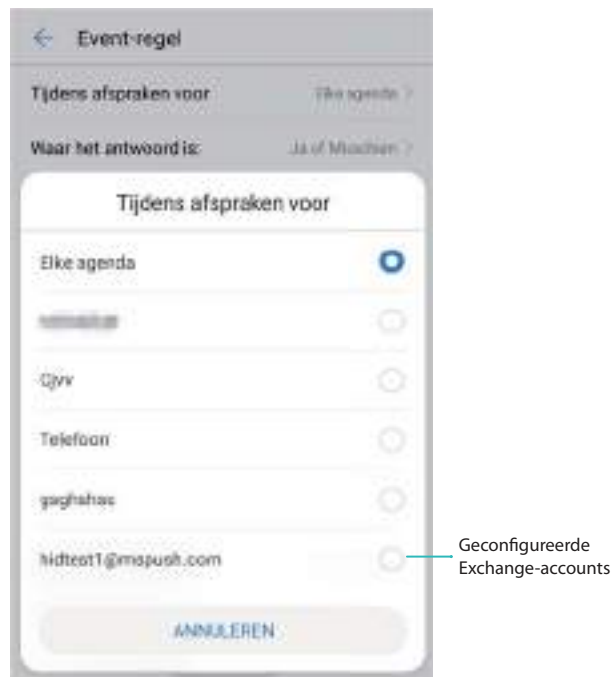 Event-regel
Tijdens afspraken voor Elke agenda
Waar het antwoord is: Ja of Misschien
Tijdens afspraken voor
Elke agenda
Cjvv
Telefoon
gaghahas
hidtest1@mspush.com
Geconfigureerde
Exchange-accounts
ANNULEREN